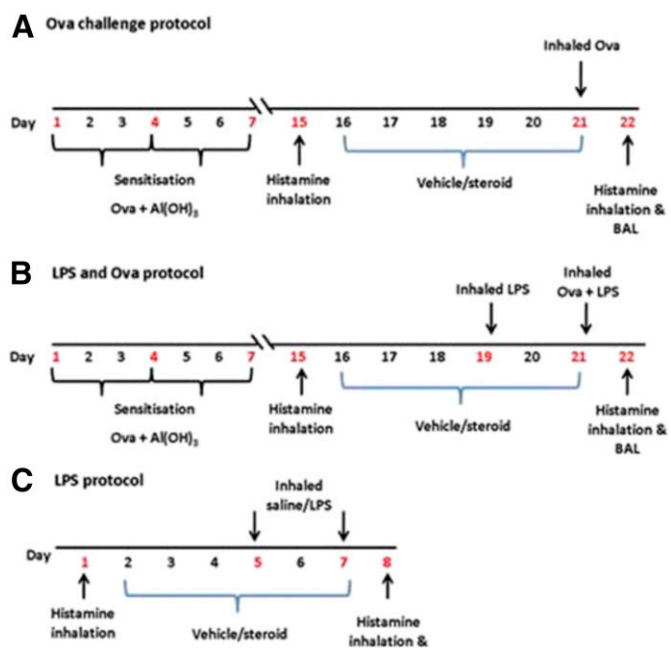 A Ova challenge protocol
Inhaled Ova
Day 1 2 3 4 5 6 7 15 16 17 18 19 20 21 22
Sensitisation
Ova + Al(OH)3
Histamine
inhalation
Vehicle/steroid
Histamine
inhalation &
BAL
B LPS and Ova protocol
Inhaled LPS
Inhaled
Ova + LPS
Day 1 2 3 4 5 6 7 15 16 17 18 19 20 21 22
Sensitisation
Ova + Al(OH)3
Histamine
inhalation
Vehicle/steroid
Histamine
inhalation &
BAL
C LPS protocol
Inhaled
saline/LPS
Day 1 2 3 4 5 6 7 8
Histamine
inhalation
Vehicle/steroid
Histamine
inhalation &